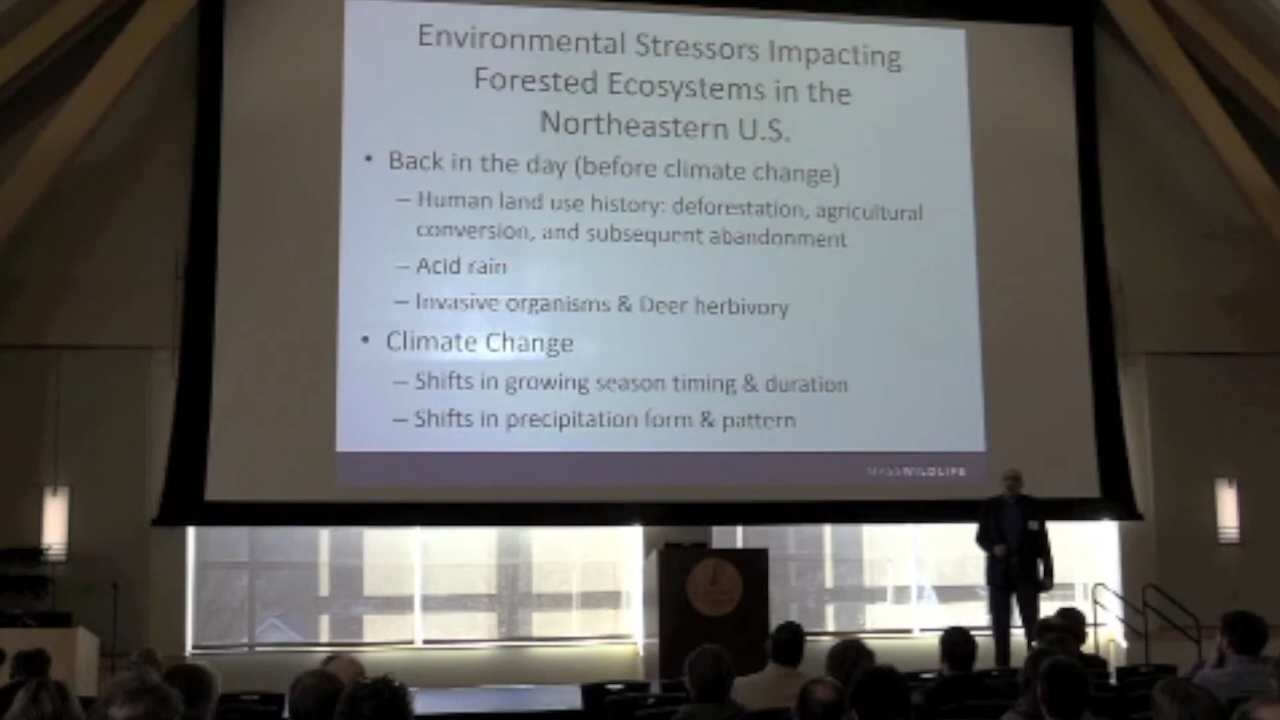 Environmental Stressors Impacting
Forested Ecosystems in the
Northeastern U.S.
• Back in the day (before climate change)
– Human land use history: deforestation, agricultural
conversion, and subsequent abandonment
– Acid rain
– Invasive organisms & Deer herbivory
• Climate Change
– Shifts in growing season timing & duration
– Shifts in precipitation form & pattern
MASSWILDLIFE